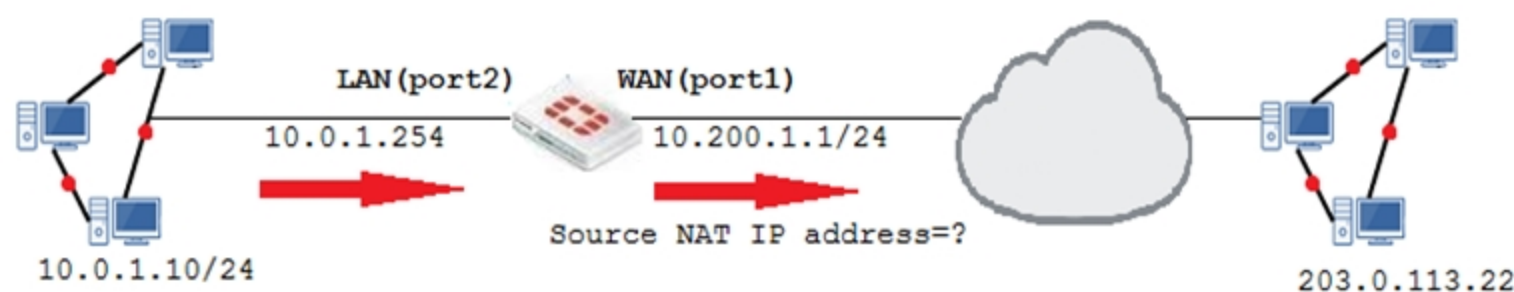 LAN(port2)
WAN(port1)
10.0.1.254
10.200.1.1/24
Source NAT IP address=?
10.0.1.10/24
203.0.113.22